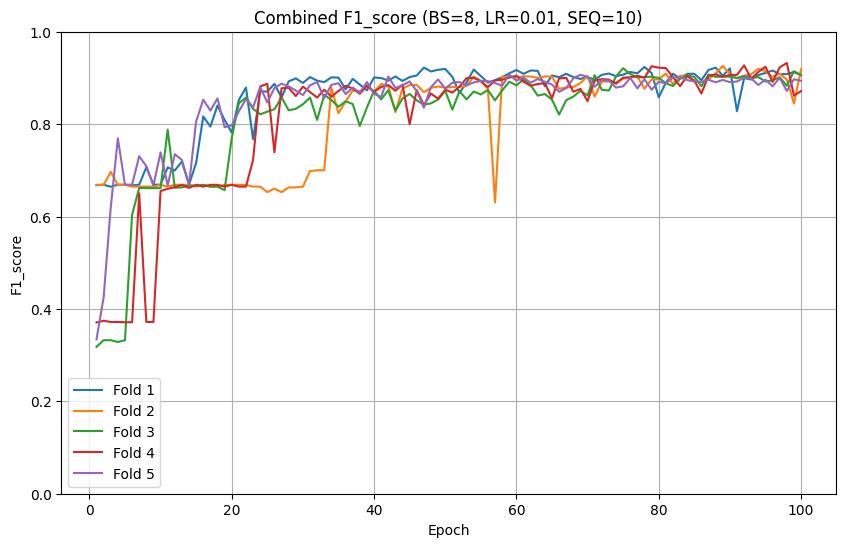 Combined F1_score (BS=8, LR=0.01, SEQ=10)
F1_score
1.0
0.8
0.6
0.4
0.2
0.0
Fold 1
Fold 2
Fold 3
Fold 4
Fold 5
0 20 40 60 80 100
Epoch